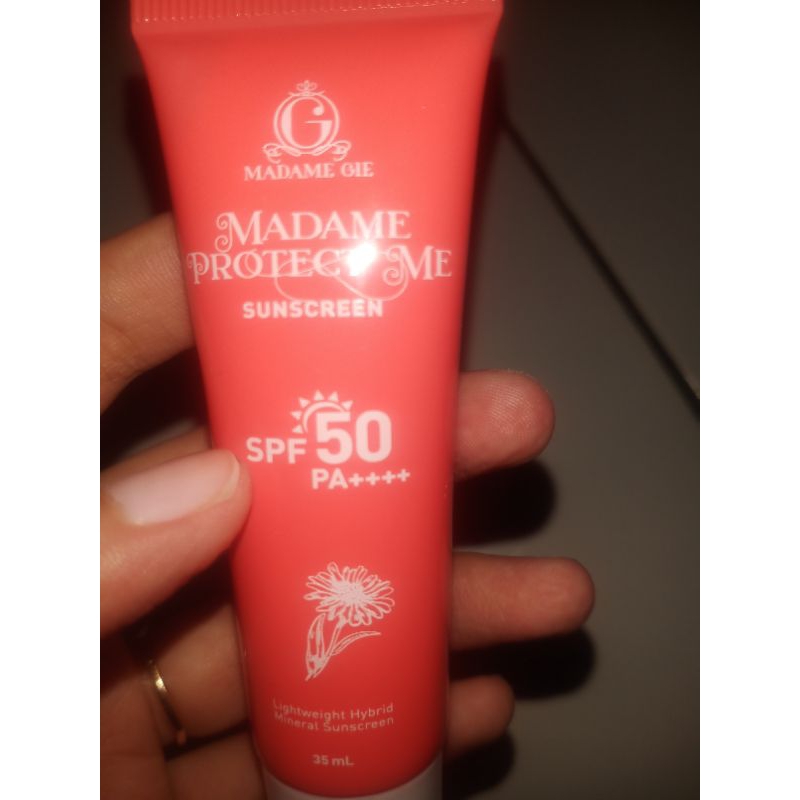 G
MADAME GIE
MADAME
PROTECT ME
SUNSCREEN
SPF 50
PA++++
Lightweight Hybrid
Mineral Sunscreen
35 mL